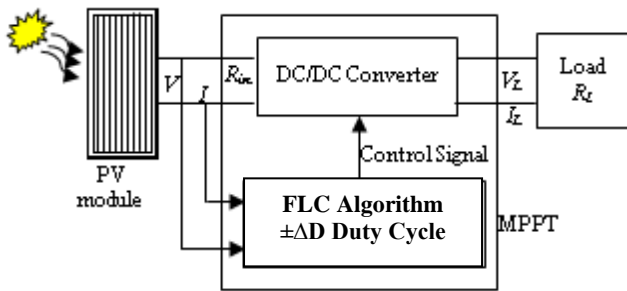 V
I
R_in
DC/DC Converter
V_L
I_L
Load
R_L
PV
module
Control Signal
FLC Algorithm
±ΔD Duty Cycle
MPPT